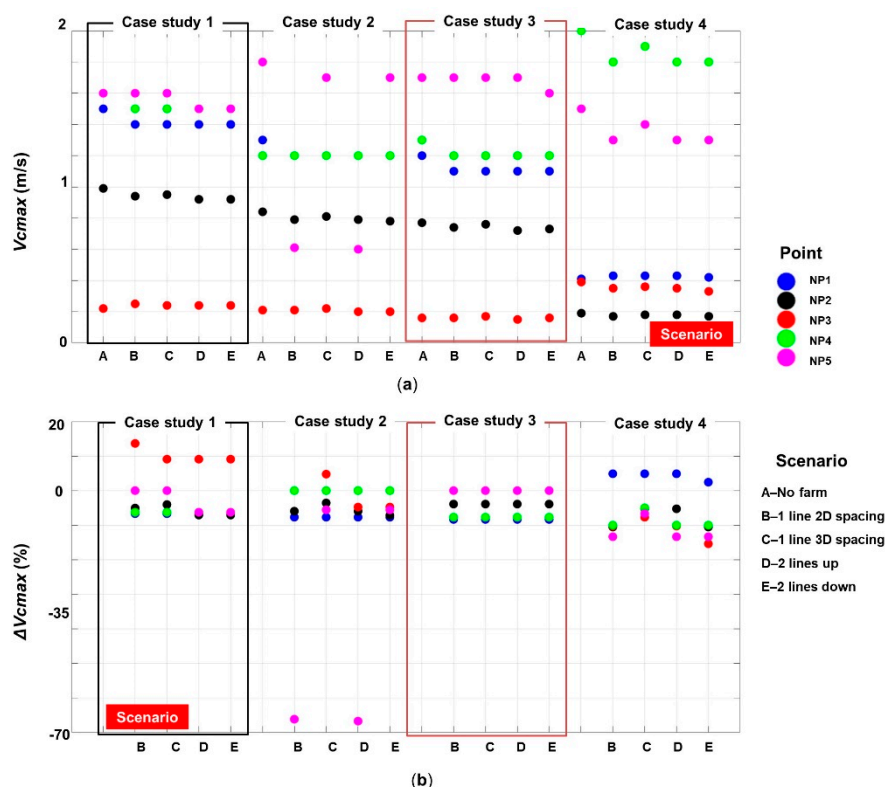 Case study 1 Case study 2 Case study 3 Case study 4
2
1
0
Vcmax (m/s)
A B C D E A B C D E A B C D E A B C D E
Scenario
(a)
Point
NP1
NP2
NP3
NP4
NP5
Case study 1 Case study 2 Case study 3 Case study 4
20
0
-35
-70
ΔVcmax (%)
Scenario
B C D E B C D E B C D E B C D E
(b)
Scenario
A–No farm
B–1 line 2D spacing
C–1 line 3D spacing
D–2 lines up
E–2 lines down